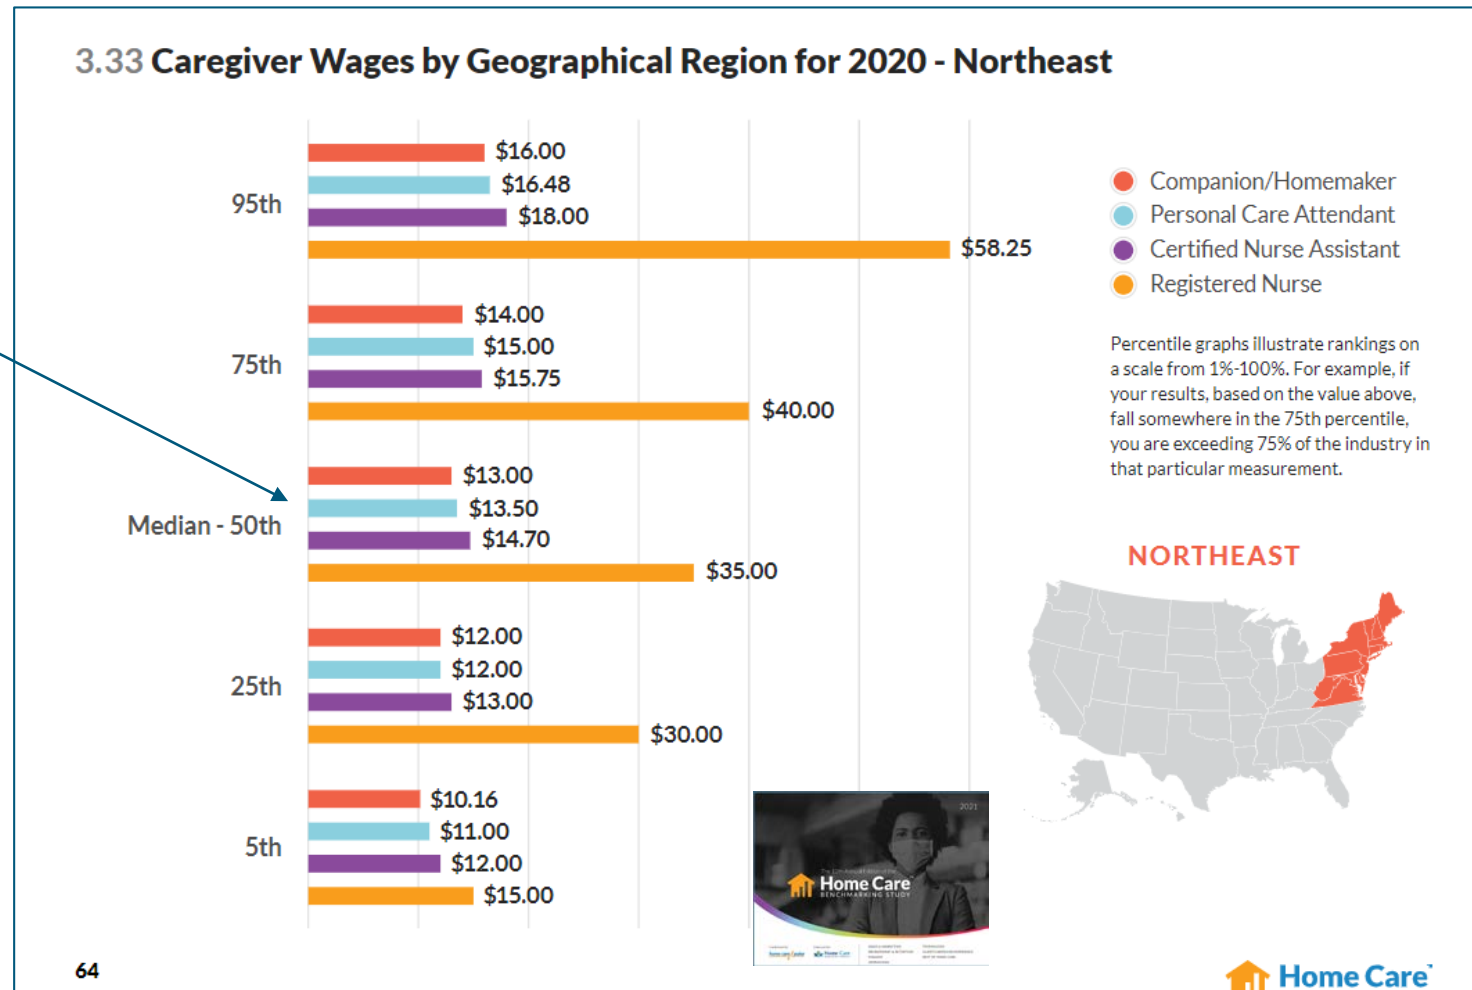 3.33 Caregiver Wages by Geographical Region for 2020 - Northeast
95th
$16.00
$16.48
$18.00
$58.25
75th
$14.00
$15.00
$15.75
$40.00
Median - 50th
$13.00
$13.50
$14.70
$35.00
25th
$12.00
$12.00
$13.00
$30.00
5th
$10.16
$11.00
$12.00
$15.00
Companion/Homemaker
Personal Care Attendant
Certified Nurse Assistant
Registered Nurse
Percentile graphs illustrate rankings on
a scale from 1%-100%. For example, if
your results, based on the value above,
fall somewhere in the 75th percentile,
you are exceeding 75% of the industry in
that particular measurement.
NORTHEAST
2021
Home Care
BENCHMARKING STUDY
64
Home Care